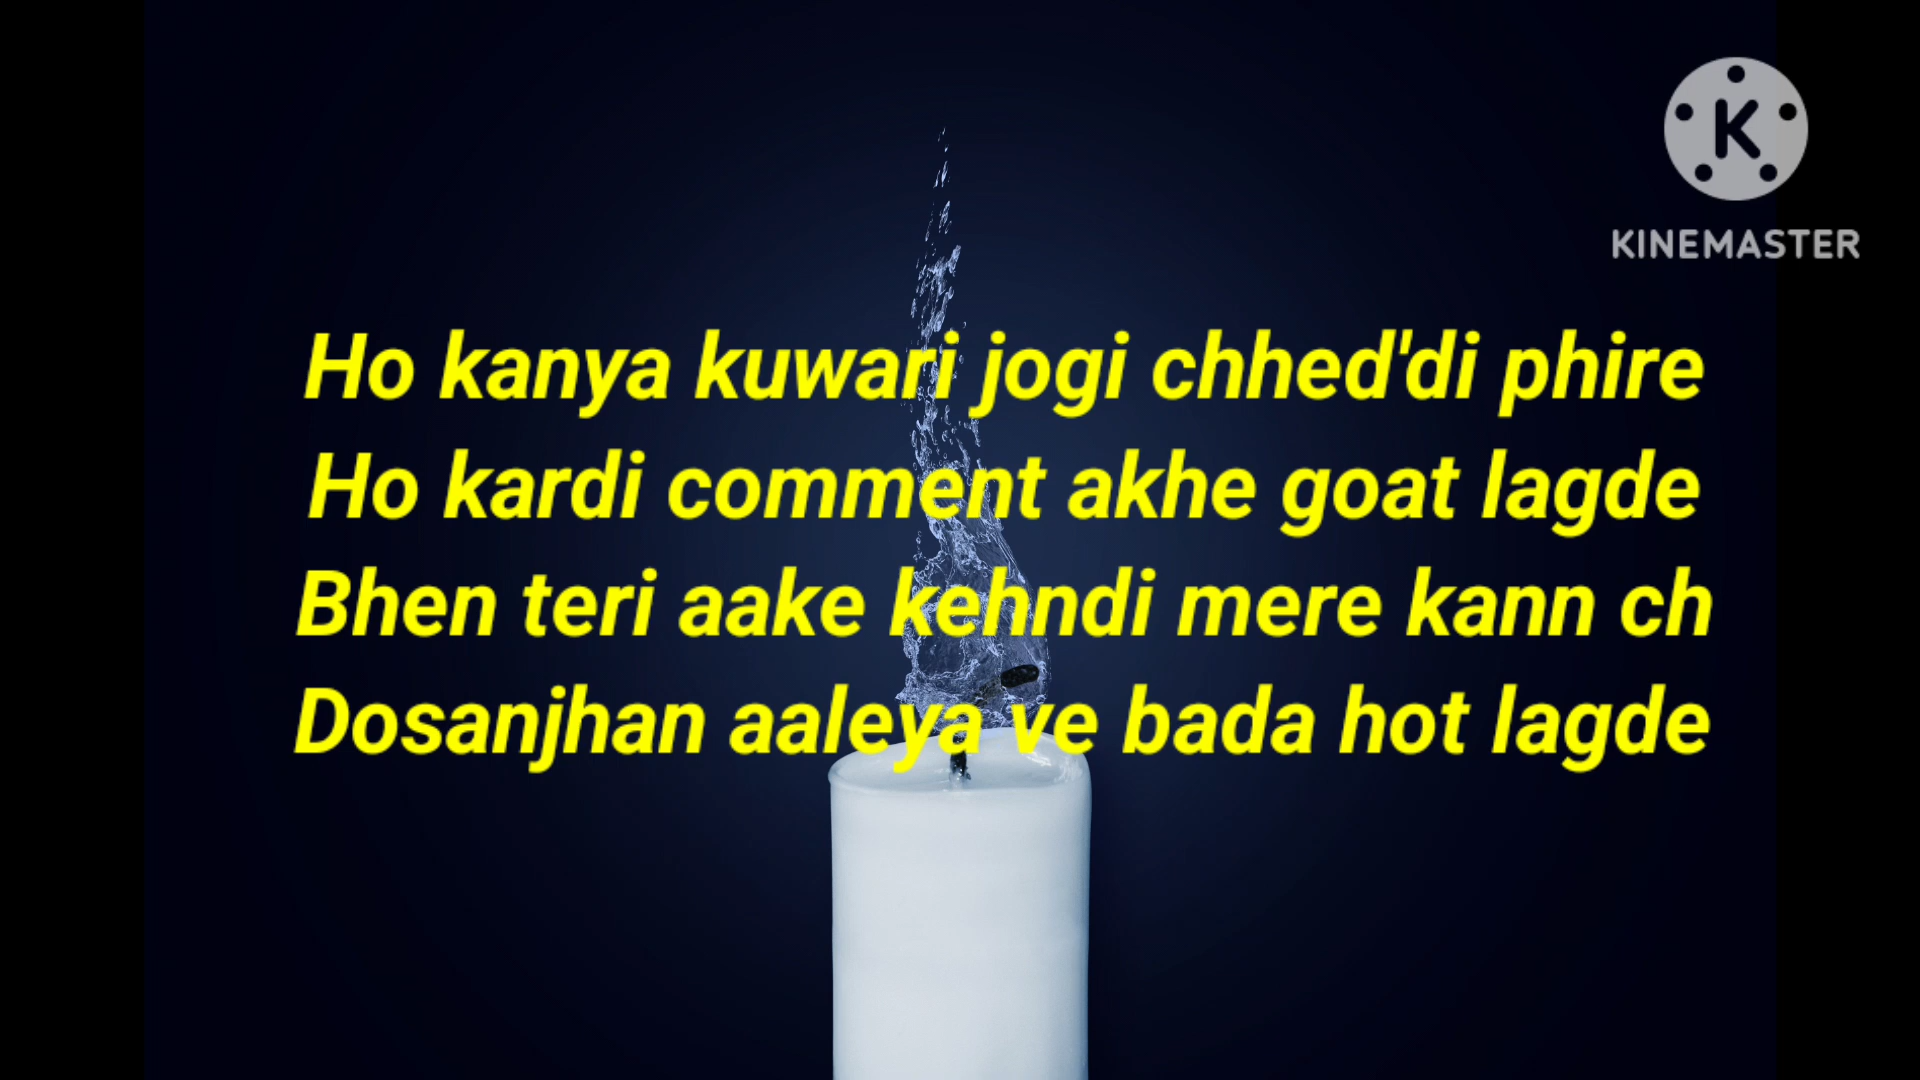 KINEMASTER
Ho kanya kuwari jogi chhed'di phire
Ho kardi comment akhe goat lagde
Bhen teri aake kehndi mere kann ch
Dosanjhan aaleya ve bada hot lagde